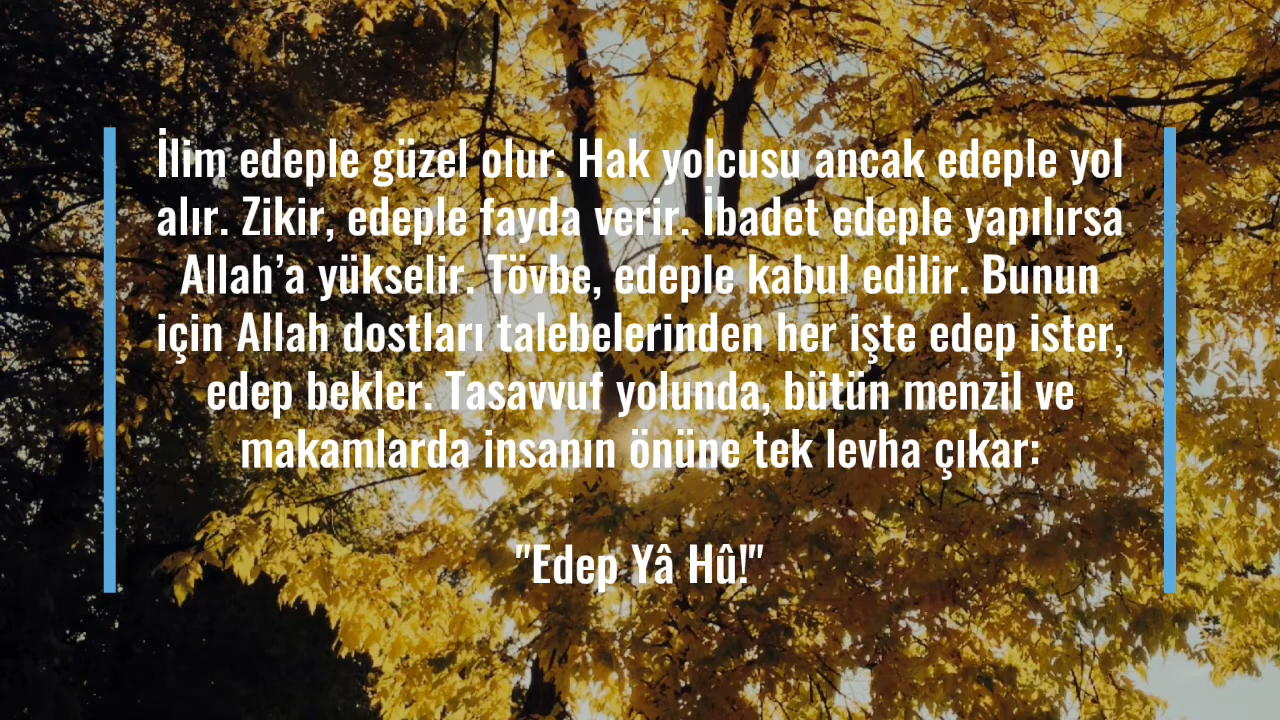 İlim edeple güzel olur. Hak yolcusu ancak edeple yol
alır. Zikir, edeple fayda verir. İbadet edeple yapılırsa
Allah’a yükselir. Tövbe, edeple kabul edilir. Bunun
için Allah dostları talebelerinden her işte edep ister,
edep bekler. Tasavvuf yolunda, bütün menzil ve
makamlarda insanın önüne tek levha çıkar:
"Edep Yâ Hû!"